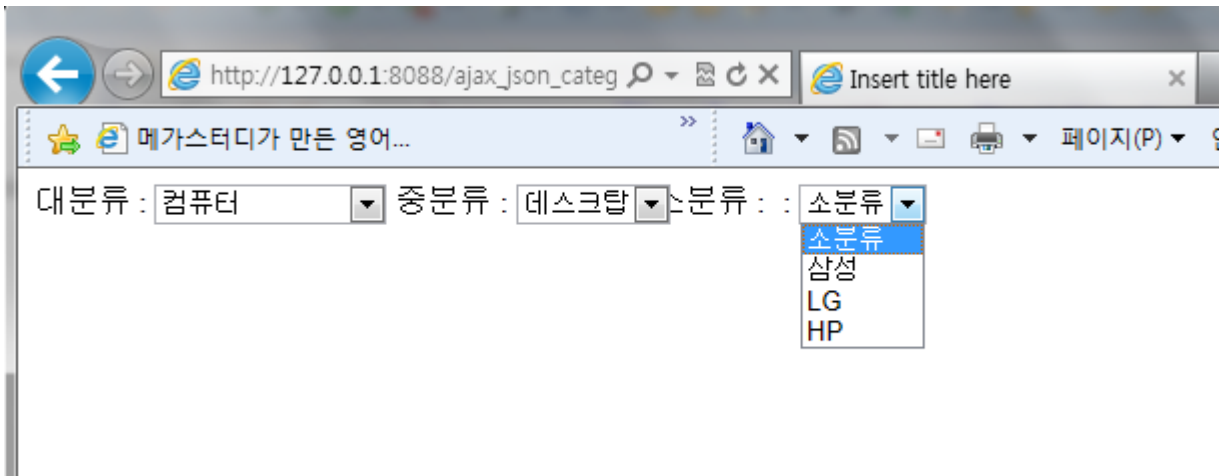 http://127.0.0.1:8088/ajax_json_categ
Insert title here
메가스터디가 만든 영어...
페이지(P)
대분류 : 컴퓨터 중분류 : 데스크탑 소분류 : : 소분류
소분류
삼성
LG
HP